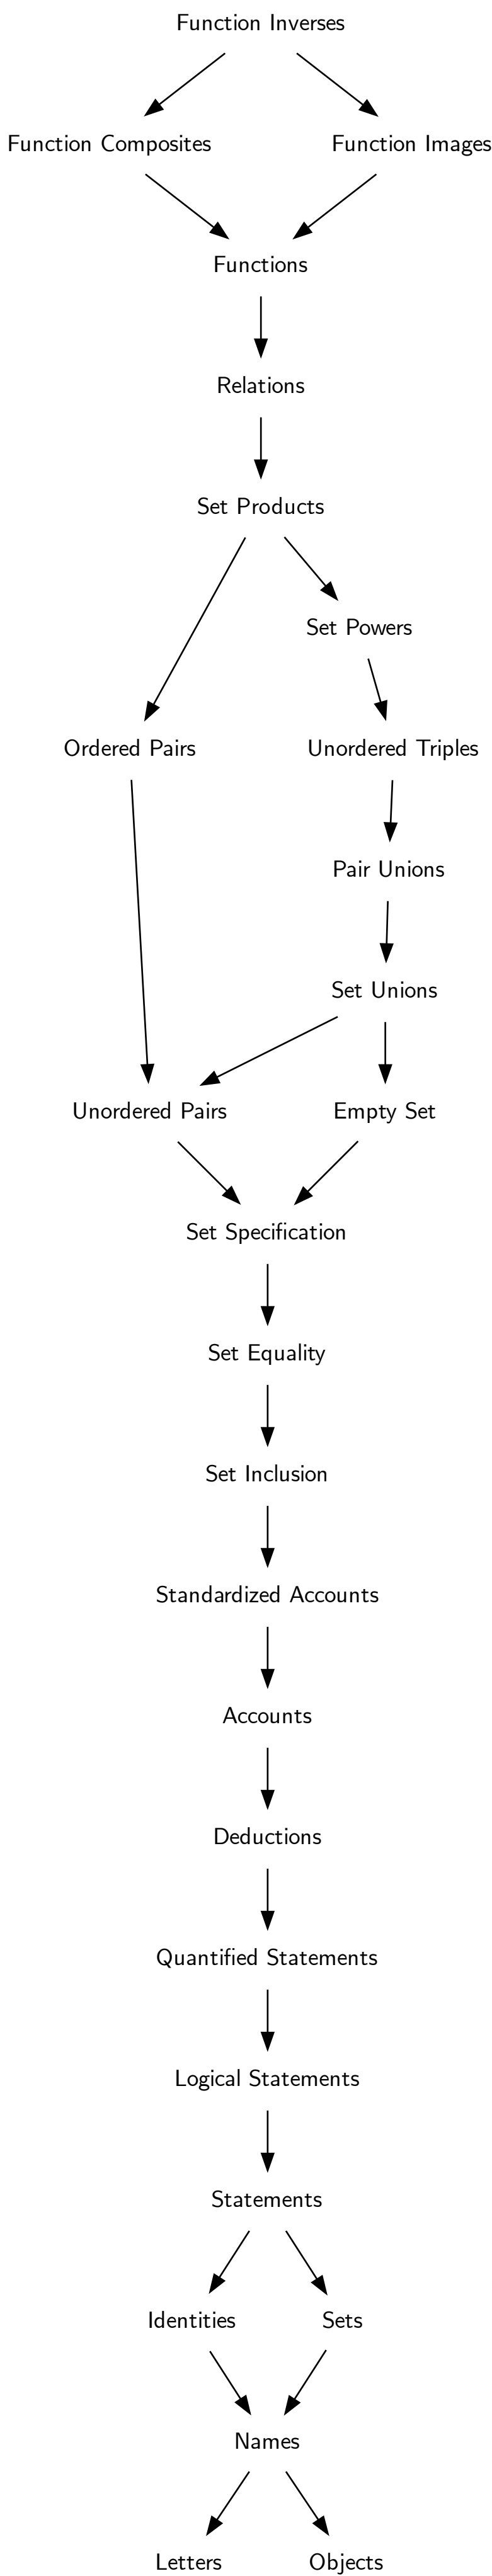 Function Inverses
Function Composites
Function Images
Functions
Relations
Set Products
Set Powers
Ordered Pairs
Unordered Triples
Pair Unions
Set Unions
Unordered Pairs
Empty Set
Set Specification
Set Equality
Set Inclusion
Standardized Accounts
Accounts
Deductions
Quantified Statements
Logical Statements
Statements
Identities
Sets
Names
Letters
Objects